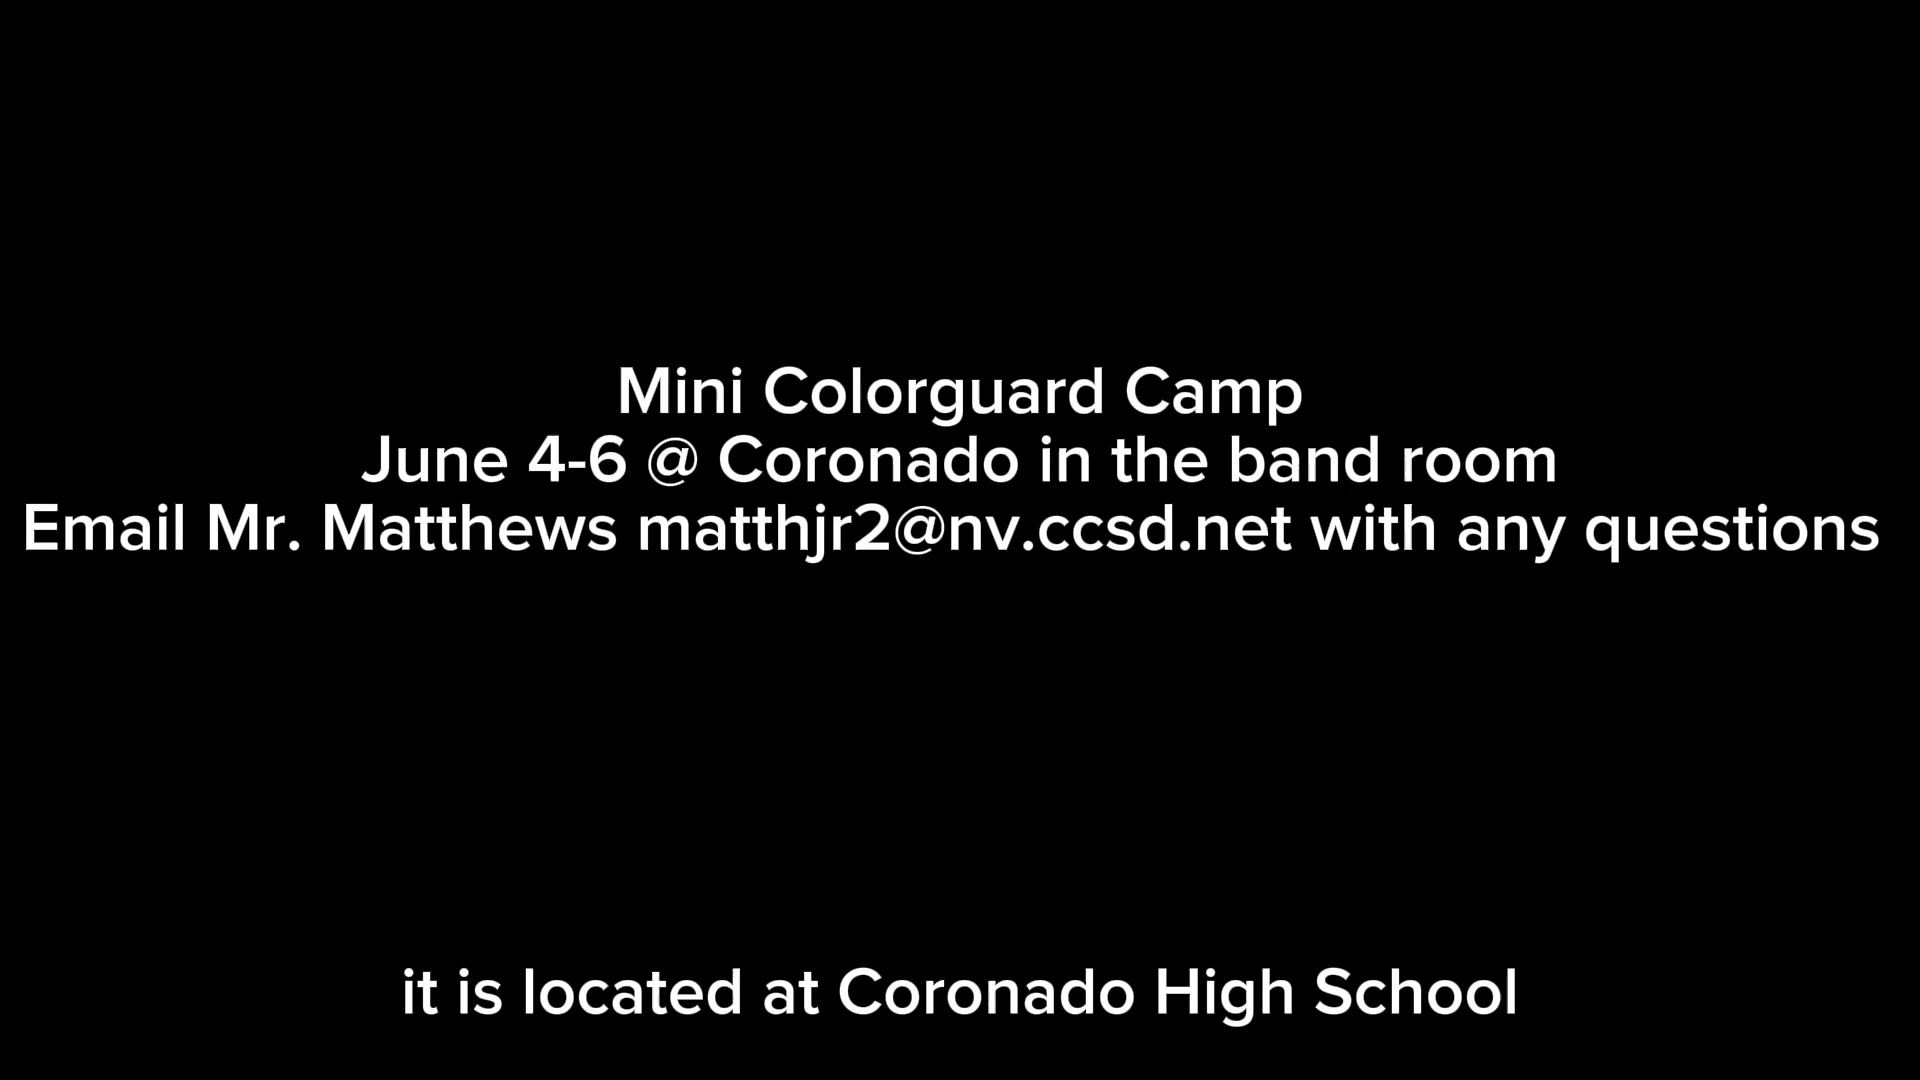 Mini Colorguard Camp
June 4-6 @ Coronado in the band room
Email Mr. Matthews matthjr2@nv.ccsd.net with any questions
it is located at Coronado High School